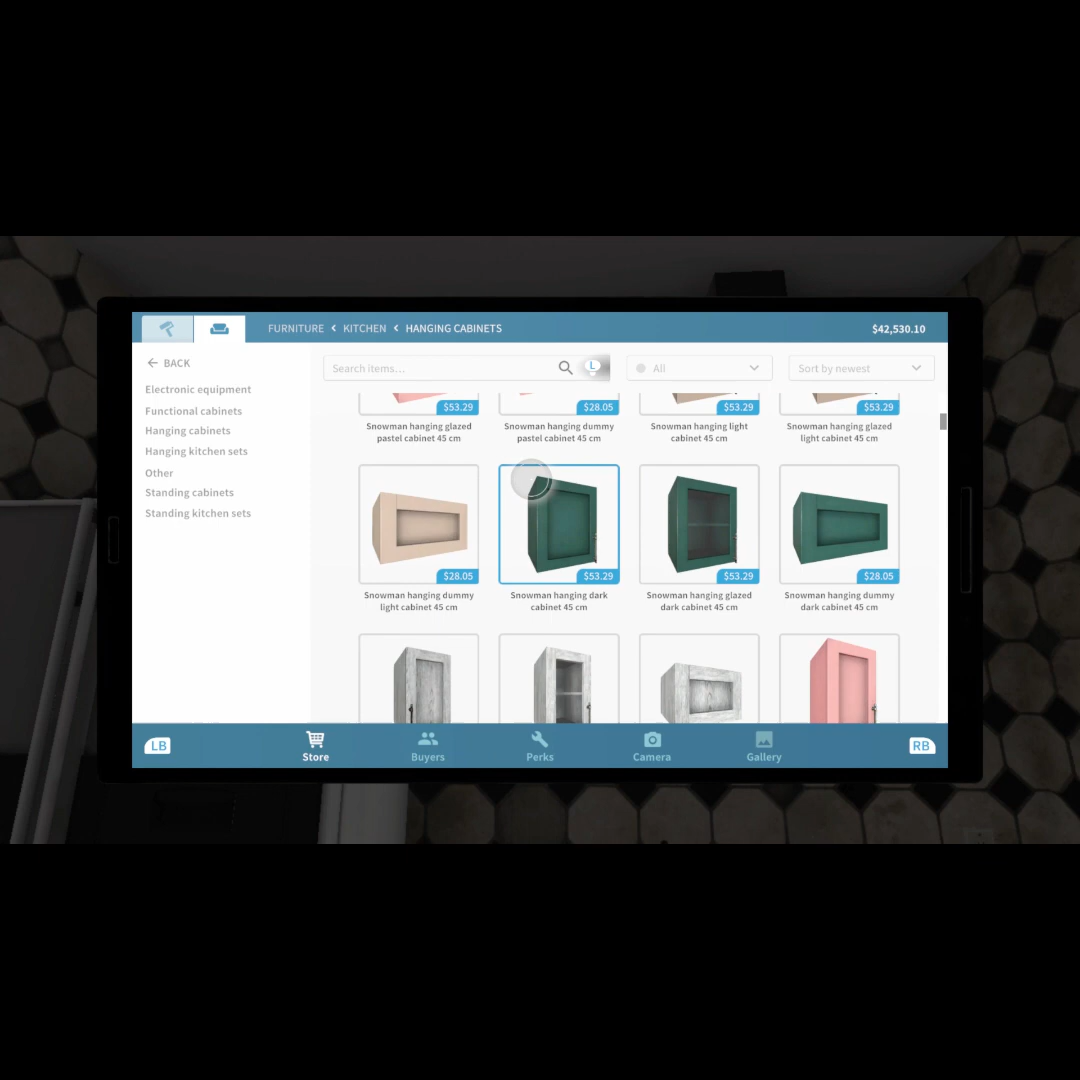 FURNITURE < KITCHEN < HANGING CABINETS
$42,530.10
← BACK
Electronic equipment
Functional cabinets
Hanging cabinets
Hanging kitchen sets
Other
Standing cabinets
Standing kitchen sets
Search items...
L
All
Sort by newest
$53.29
$28.05
$53.29
$53.29
Snowman hanging glazed
pastel cabinet 45 cm
Snowman hanging dummy
pastel cabinet 45 cm
Snowman hanging light
cabinet 45 cm
Snowman hanging glazed
light cabinet 45 cm
$28.05
$53.29
$53.29
$28.05
Snowman hanging dummy
light cabinet 45 cm
Snowman hanging dark
cabinet 45 cm
Snowman hanging glazed
dark cabinet 45 cm
Snowman hanging dummy
dark cabinet 45 cm
LB
Store
Buyers
Perks
Camera
Gallery
RB